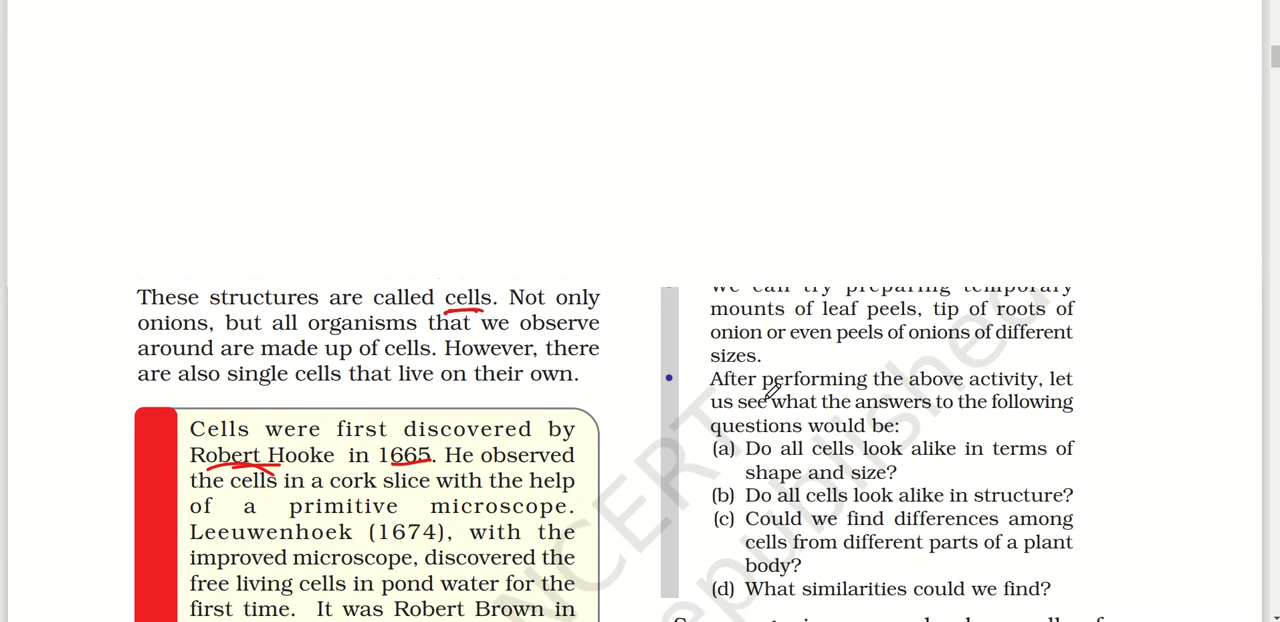 These structures are called cells. Not only
onions, but all organisms that we observe
around are made up of cells. However, there
are also single cells that live on their own.
Cells were first discovered by
Robert Hooke in 1665. He observed
the cells in a cork slice with the help
of a primitive microscope.
Leeuwenhoek (1674), with the
improved microscope, discovered the
free living cells in pond water for the
first time. It was Robert Brown in
We can try preparing temporary
mounts of leaf peels, tip of roots of
onion or even peels of onions of different
sizes.
• After performing the above activity, let
us see what the answers to the following
questions would be:
(a) Do all cells look alike in terms of
shape and size?
(b) Do all cells look alike in structure?
(c) Could we find differences among
cells from different parts of a plant
body?
(d) What similarities could we find?
NCERT
epublished